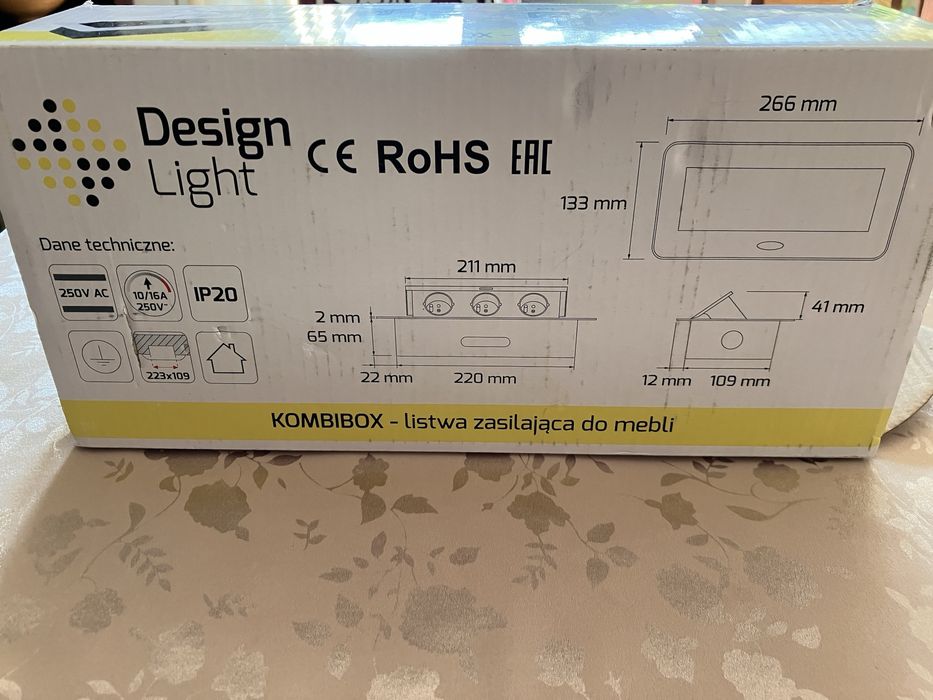 Design
Light
CE RoHS EAC
266 mm
133 mm
Dane techniczne:
250V AC
10/16A
250V~
IP20
223x109
211 mm
2 mm
65 mm
22 mm
220 mm
41 mm
12 mm
109 mm
KOMBIBOX - listwa zasilająca do mebli